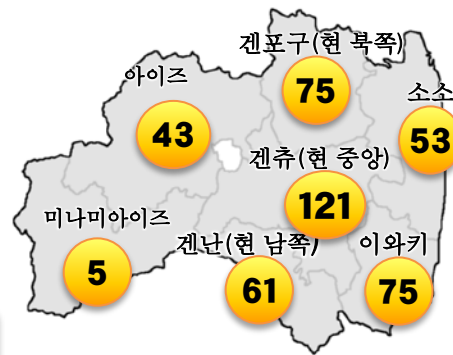 겐포구(현 북쪽)
75
아이즈
43
소소
53
겐츄(현 중앙)
121
미나미아이즈
5
겐난(현 남쪽)
61
이와키
75